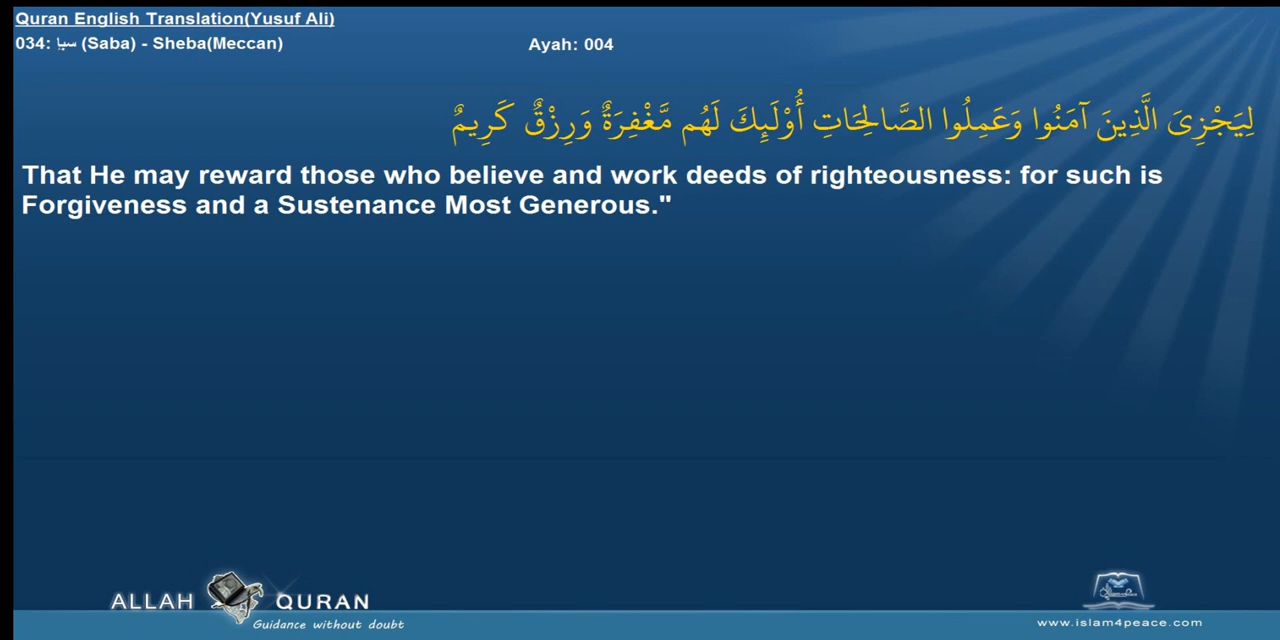 Quran English Translation(Yusuf Ali)
034: سبإ (Saba) - Sheba(Meccan) Ayah: 004
لِيَجْزِىَ الَّذِينَ آمَنُوا وَعَمِلُوا الصَّالِحَاتِ أُوْلَئِكَ لَهُم مَّغْفِرَةٌ وَرِزْقٌ كَرِيمٌ
That He may reward those who believe and work deeds of righteousness: for such is
Forgiveness and a Sustenance Most Generous."
ALLAH QURAN
Guidance without doubt
www.islam4peace.com